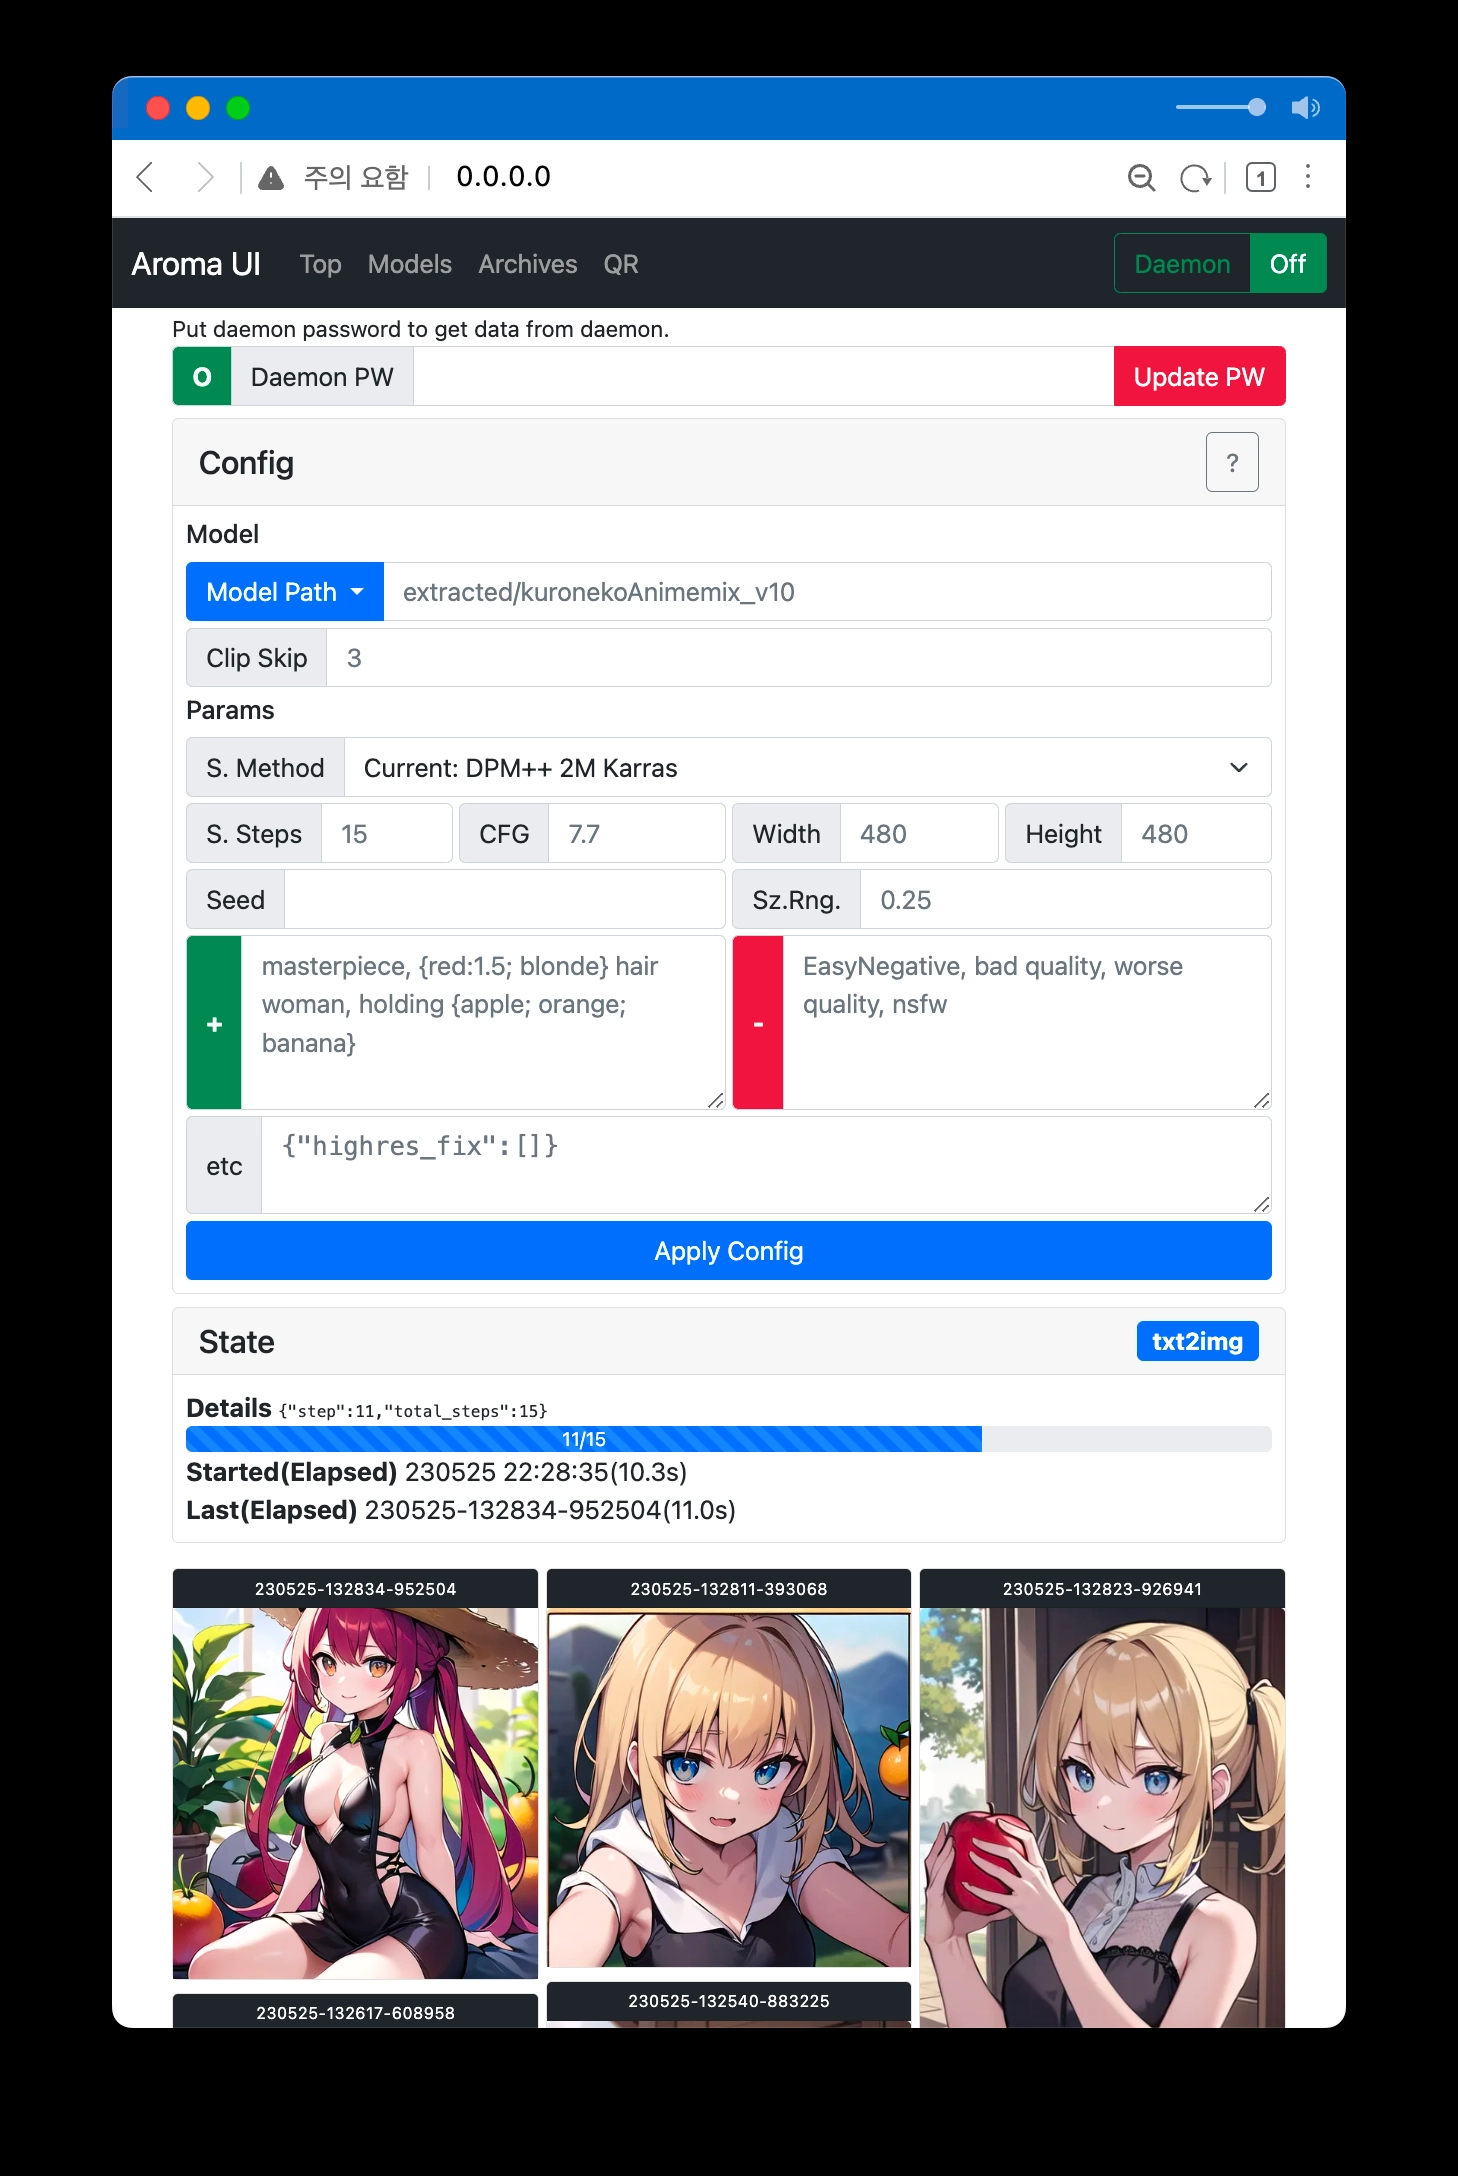 주의 요함 0.0.0.0 1
Aroma UI Top Models Archives QR Daemon Off
Put daemon password to get data from daemon.
O Daemon PW Update PW
Config ?
Model
Model Path extracted/kuronekoAnimemix_v10
Clip Skip 3
Params
S. Method Current: DPM++ 2M Karras
S. Steps 15 CFG 7.7 Width 480 Height 480
Seed Sz.Rng. 0.25
+ masterpiece, {red:1.5; blonde} hair
woman, holding {apple; orange;
banana}
- EasyNegative, bad quality, worse
quality, nsfw
etc {"highres_fix":[]}
Apply Config
State txt2img
Details {"step":11,"total_steps":15}
11/15
Started(Elapsed) 230525 22:28:35(10.3s)
Last(Elapsed) 230525-132834-952504(11.0s)
230525-132834-952504 230525-132811-393068 230525-132823-926941
230525-132617-608958 230525-132540-883225